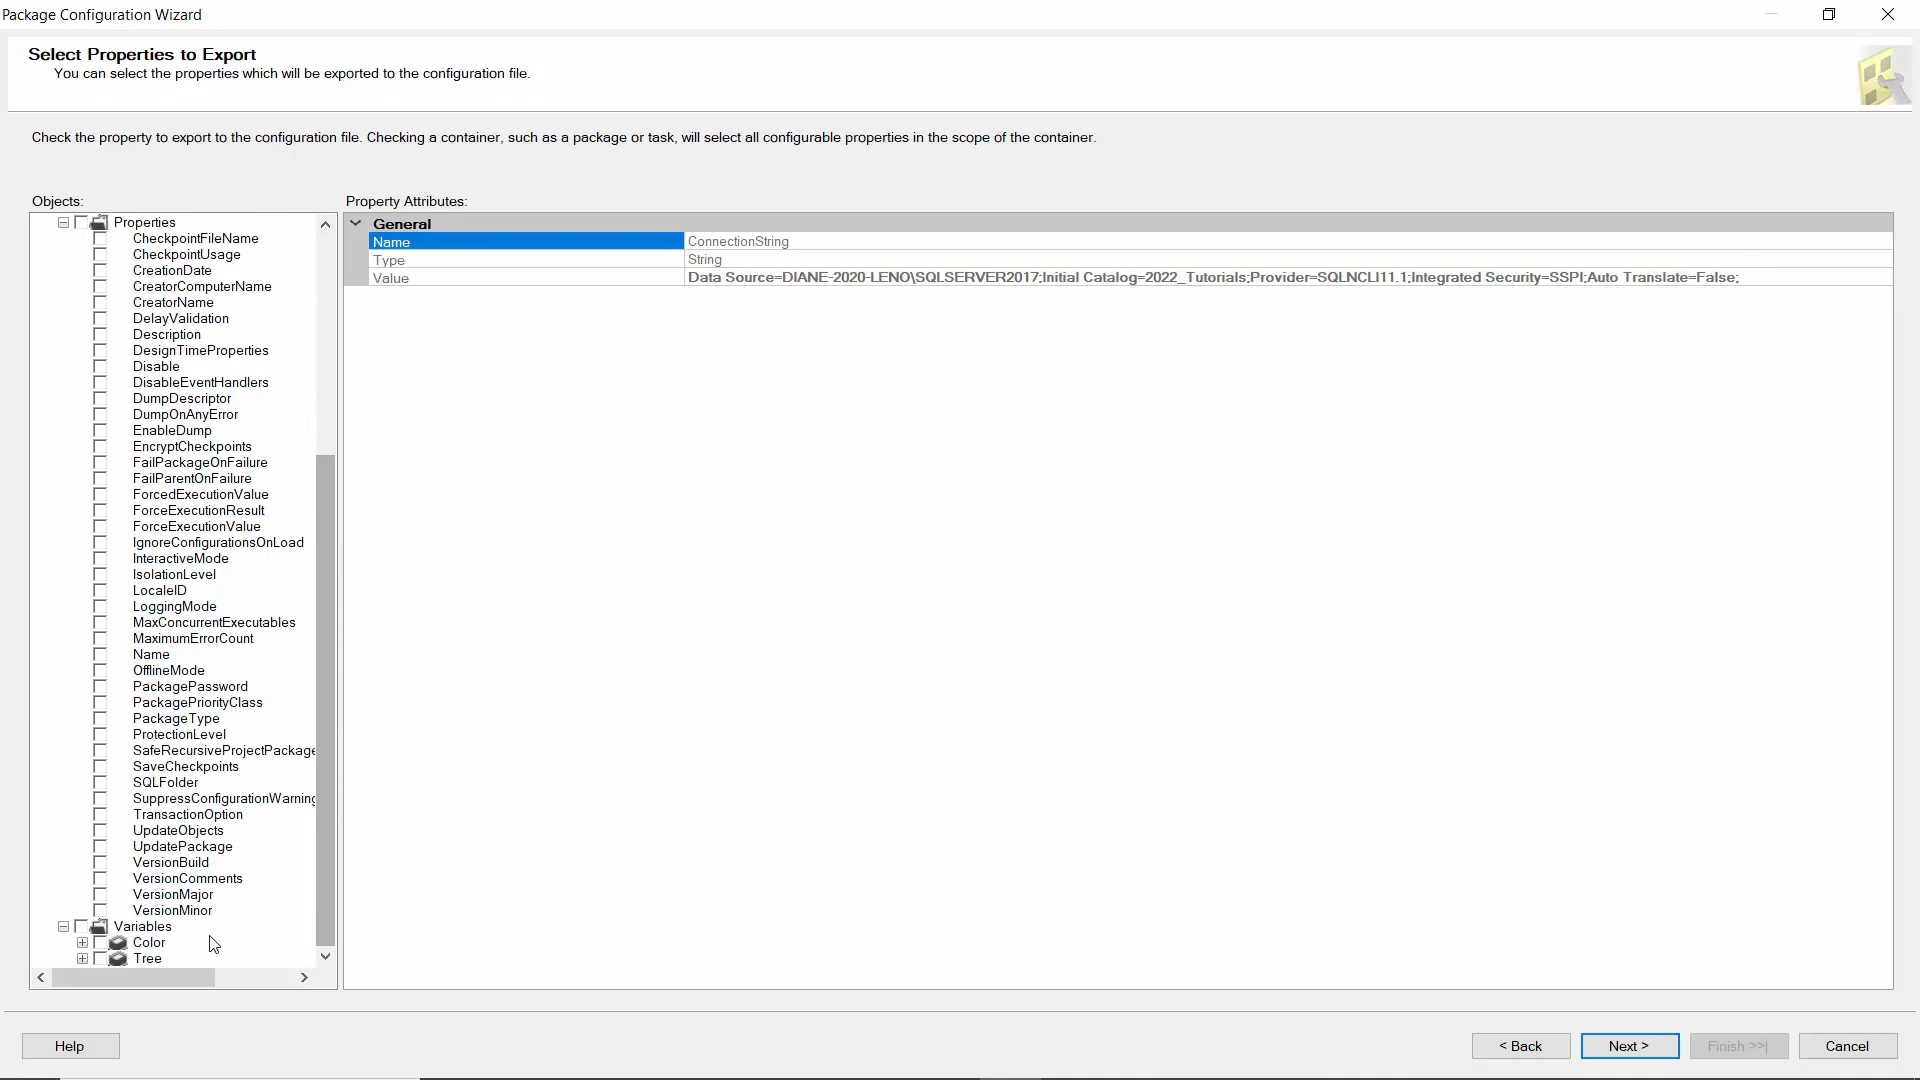 Package Configuration Wizard
Select Properties to Export
You can select the properties which will be exported to the configuration file.
Check the property to export to the configuration file. Checking a container, such as a package or task, will select all configurable properties in the scope of the container.
Objects:
Properties
CheckpointFileName
CheckpointUsage
CreationDate
CreatorComputerName
CreatorName
DelayValidation
Description
DesignTimeProperties
Disable
DisableEventHandlers
DumpDescriptor
DumpOnAnyError
EnableDump
EncryptCheckpoints
FailPackageOnFailure
FailParentOnFailure
ForcedExecutionValue
ForceExecutionResult
ForceExecutionValue
IgnoreConfigurationsOnLoad
InteractiveMode
IsolationLevel
LocaleID
LoggingMode
MaxConcurrentExecutables
MaximumErrorCount
Name
OfflineMode
PackagePassword
PackagePriorityClass
PackageType
ProtectionLevel
SafeRecursiveProjectPackage
SaveCheckpoints
SQLFolder
SuppressConfigurationWarning
TransactionOption
UpdateObjects
UpdatePackage
VersionBuild
VersionComments
VersionMajor
VersionMinor
Variables
Color
Tree
Property Attributes:
General
Name ConnectionString
Type String
Value Data Source=DIANE-2020-LENO\SQLSERVER2017;Initial Catalog=2022_Tutorials;Provider=SQLNCLI11.1;Integrated Security=SSPI;Auto Translate=False;
Help
< Back
Next >
Finish >>|
Cancel